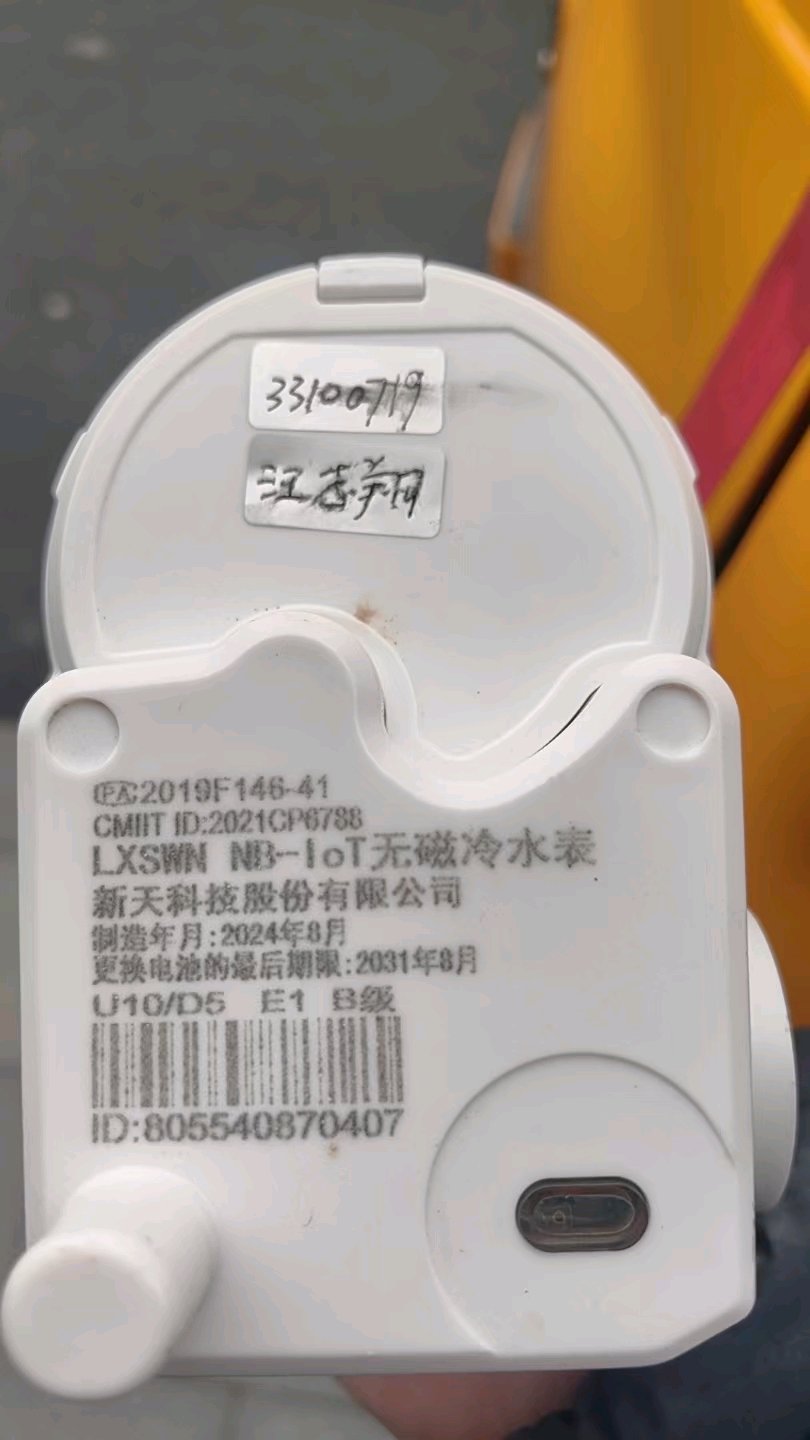 33100719
江志翔
CPA2019F146-41
CMIIT ID:2021CP6788
LXSWN NB-IoT无磁冷水表
新天科技股份有限公司
制造年月:2024年8月
更换电池的最后期限:2031年8月
U10/D5 E1 B级
ID:805540870407